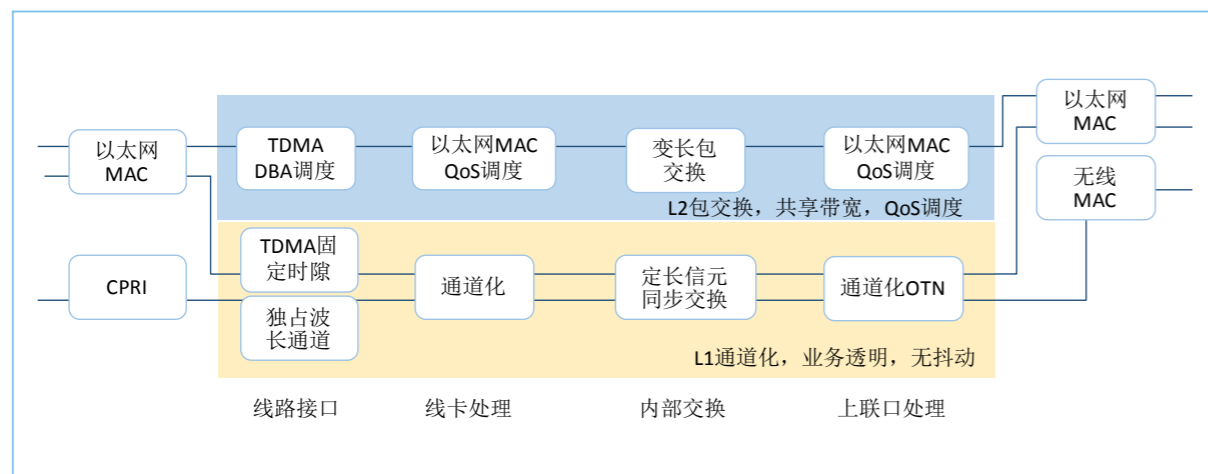 以太网
MAC
TDMA
DBA调度
以太网MAC
QoS调度
变长包
交换
以太网MAC
QoS调度
以太网
MAC
L2包交换，共享带宽，QoS调度
无线
MAC
CPRI
TDMA固
定时隙
独占波
长通道
通道化
定长信元
同步交换
通道化OTN
L1通道化，业务透明，无抖动
线路接口
线卡处理
内部交换
上联口处理